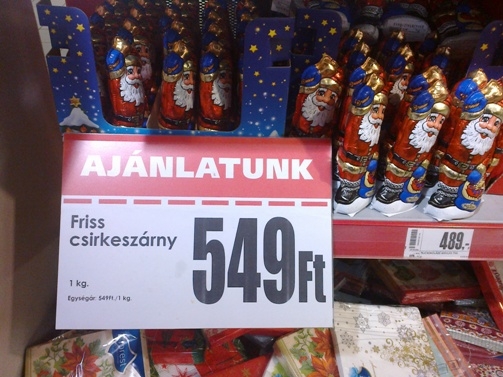 AJÁNLATUNK
Friss
csirkeszárny
549Ft
1 kg.
Egységár: 549Ft./1 kg.
489,-